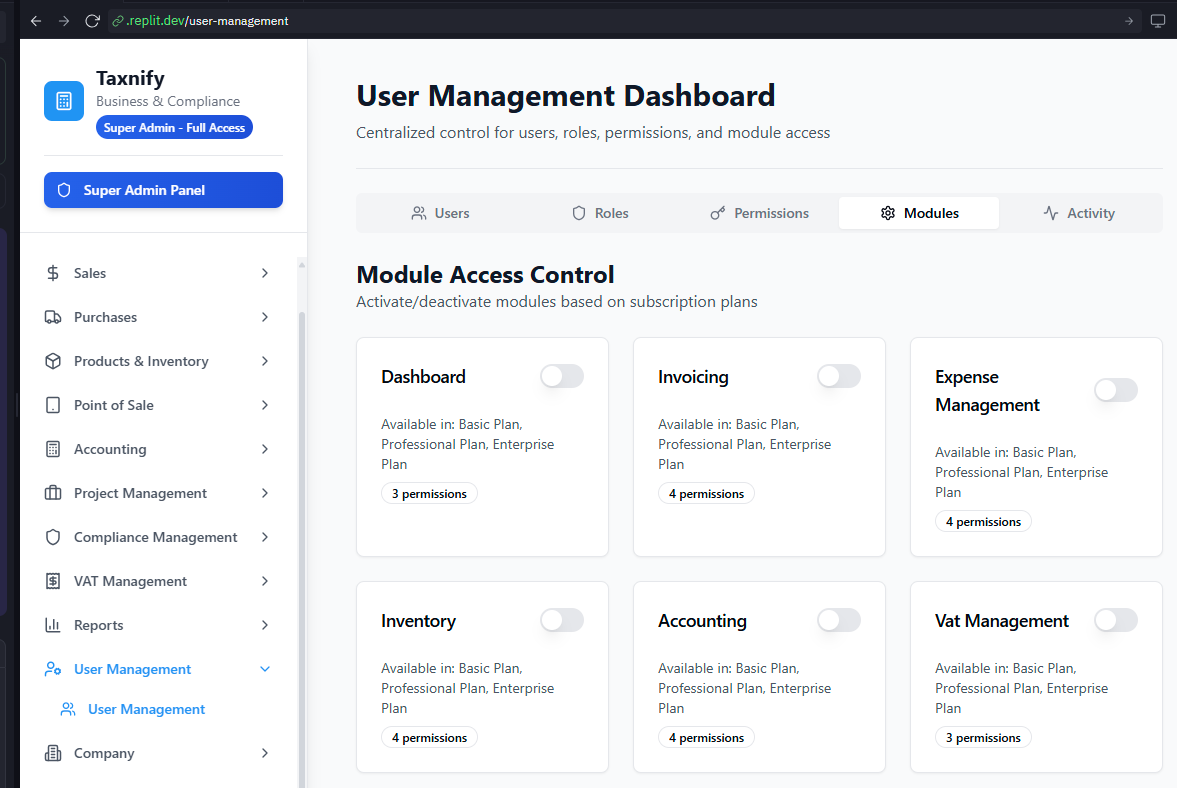 .replit.dev/user-management
Taxnify
Business & Compliance
Super Admin - Full Access
Super Admin Panel
Sales
Purchases
Products & Inventory
Point of Sale
Accounting
Project Management
Compliance Management
VAT Management
Reports
User Management
User Management
Company
User Management Dashboard
Centralized control for users, roles, permissions, and module access
Users
Roles
Permissions
Modules
Activity
Module Access Control
Activate/deactivate modules based on subscription plans
Dashboard
Available in: Basic Plan,
Professional Plan, Enterprise
Plan
3 permissions
Invoicing
Available in: Basic Plan,
Professional Plan, Enterprise
Plan
4 permissions
Expense
Management
Available in: Basic Plan,
Professional Plan, Enterprise
Plan
4 permissions
Inventory
Available in: Basic Plan,
Professional Plan, Enterprise
Plan
4 permissions
Accounting
Available in: Basic Plan,
Professional Plan, Enterprise
Plan
4 permissions
Vat Management
Available in: Basic Plan,
Professional Plan, Enterprise
Plan
3 permissions